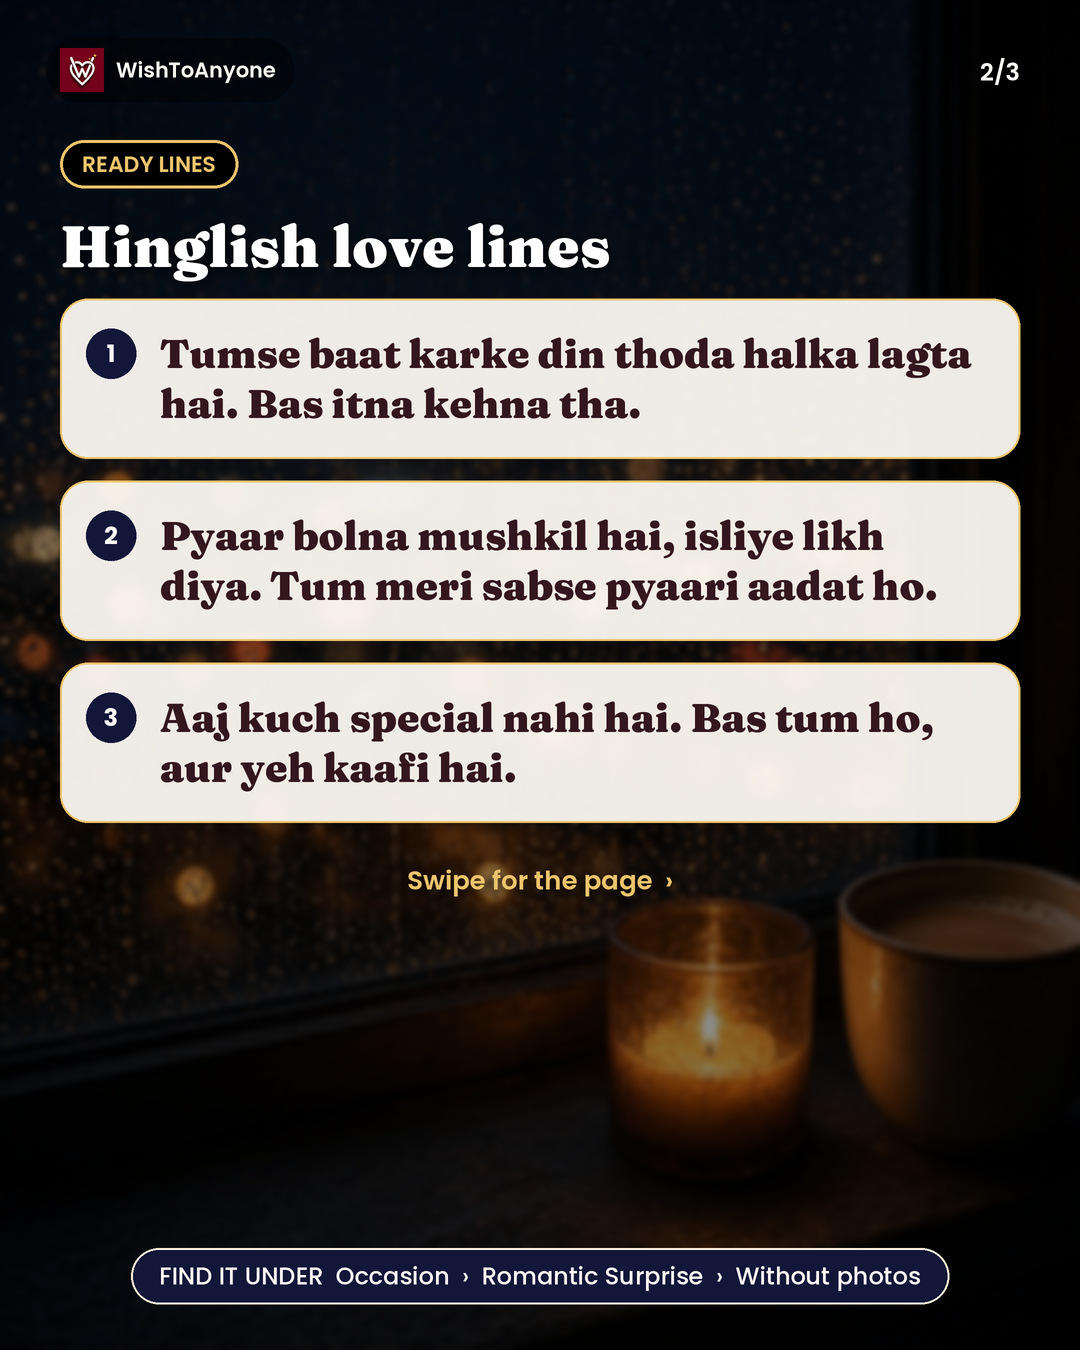 WishToAnyone
2/3
READY LINES
Hinglish love lines
1
Tumse baat karke din thoda halka lagta
hai. Bas itna kehna tha.
2
Pyaar bolna mushkil hai, isliye likh
diya. Tum meri sabse pyaari aadat ho.
3
Aaj kuch special nahi hai. Bas tum ho,
aur yeh kaafi hai.
Swipe for the page ›
FIND IT UNDER Occasion › Romantic Surprise › Without photos